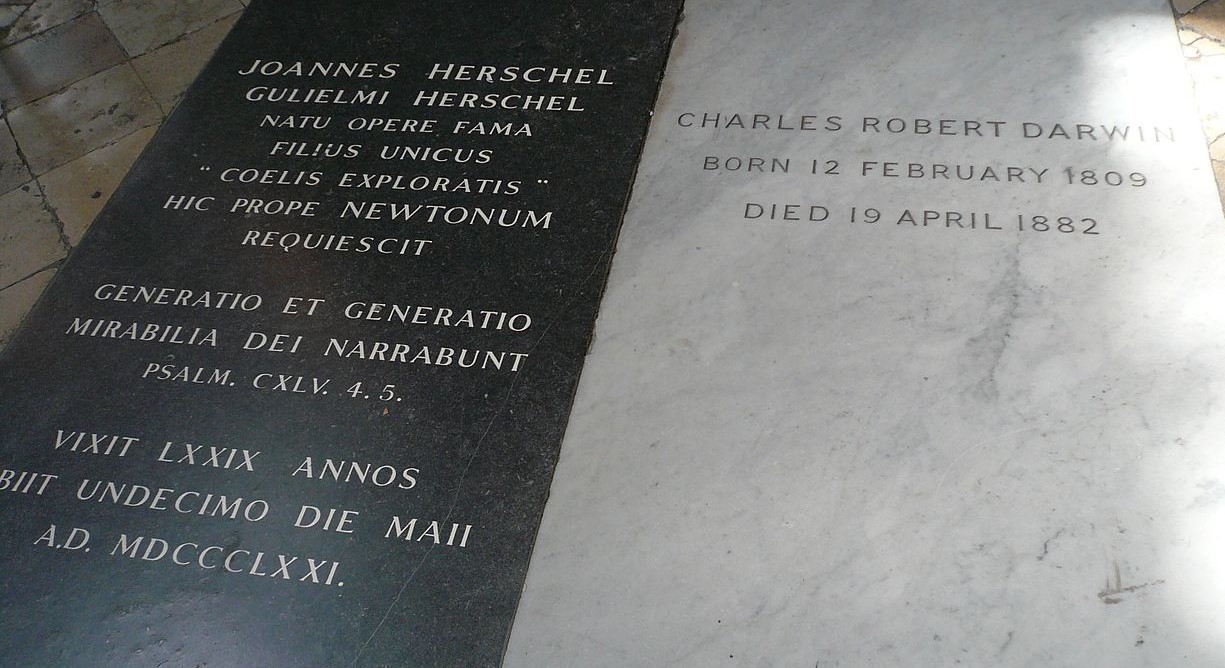 JOANNES HERSCHEL
GULIELMI HERSCHEL
NATU OPERE FAMA
FILIUS UNICUS
"COELIS EXPLORATIS"
HIC PROPE NEWTONUM
REQUIESCIT
GENERATIO ET GENERATIO
MIRABILIA DEI NARRABUNT
PSALM. CXLV. 4. 5.
VIXIT LXXIX ANNOS
BIIT UNDECIMO DIE MAII
A.D. MDCCCLXXI.
CHARLES ROBERT DARWIN
BORN 12 FEBRUARY 1809
DIED 19 APRIL 1882